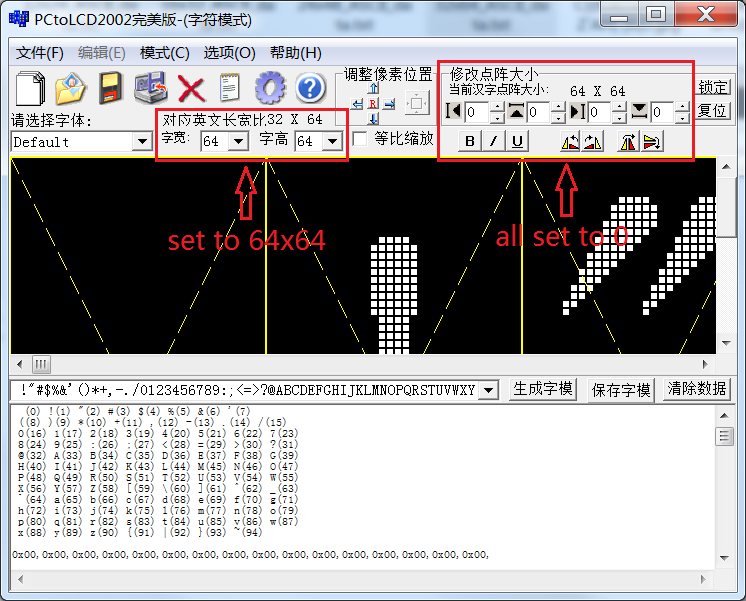 PCtoLCD2002完美版-(字符模式)
文件(F) 编辑(E) 模式(C) 选项(O) 帮助(H)
调整像素位置
修改点阵大小
当前汉字点阵大小: 64 X 64
锁定
0 0 0 0
复位
请选择字体:
对应英文长宽比32 X 64
Default
字宽: 64 字高 64
等比缩放
B I U
R
set to 64x64
all set to 0
!"#$%&'()*+,-./0123456789:;<=>?@ABCDEFGHIJKLMNOPQRSTUVWXY
生成字模 保存字模 清除数据
(0) !(1) "(2) #(3) $(4) %(5) &(6) '(7)
((8) )(9) *(10) +(11) ,(12) -(13) .(14) /(15)
0(16) 1(17) 2(18) 3(19) 4(20) 5(21) 6(22) 7(23)
8(24) 9(25) :(26) ;(27) <(28) =(29) >(30) ?(31)
@(32) A(33) B(34) C(35) D(36) E(37) F(38) G(39)
H(40) I(41) J(42) K(43) L(44) M(45) N(46) O(47)
P(48) Q(49) R(50) S(51) T(52) U(53) V(54) W(55)
X(56) Y(57) Z(58) [(59) \(60) ](61) ^(62) _(63)
`(64) a(65) b(66) c(67) d(68) e(69) f(70) g(71)
h(72) i(73) j(74) k(75) l(76) m(77) n(78) o(79)
p(80) q(81) r(82) s(83) t(84) u(85) v(86) w(87)
x(88) y(89) z(90) {(91) |(92) }(93) ~(94)
0x00,0x00,0x00,0x00,0x00,0x00,0x00,0x00,0x00,0x00,0x00,0x00,0x00,0x00,0x00,0x00,